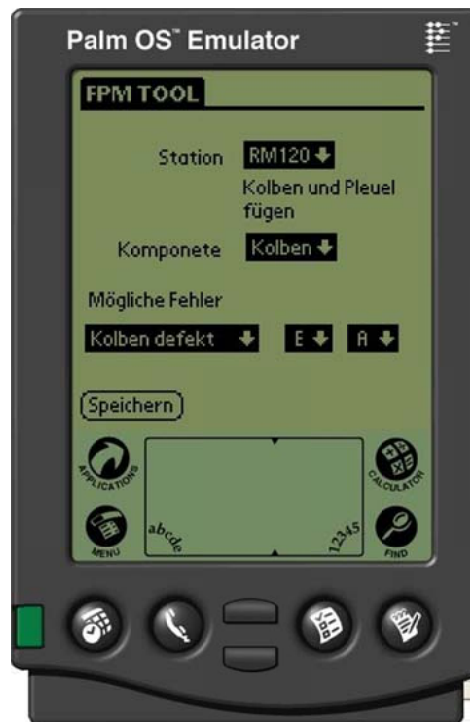 Palm OS™ Emulator
FPM TOOL
Station RM120
Kolben und Pleuel
fügen
Komponete Kolben
Mögliche Fehler
Kolben defekt E A
Speichern
APPLICATIONS
CALCULATOR
MENU
abcde
12345
FIND